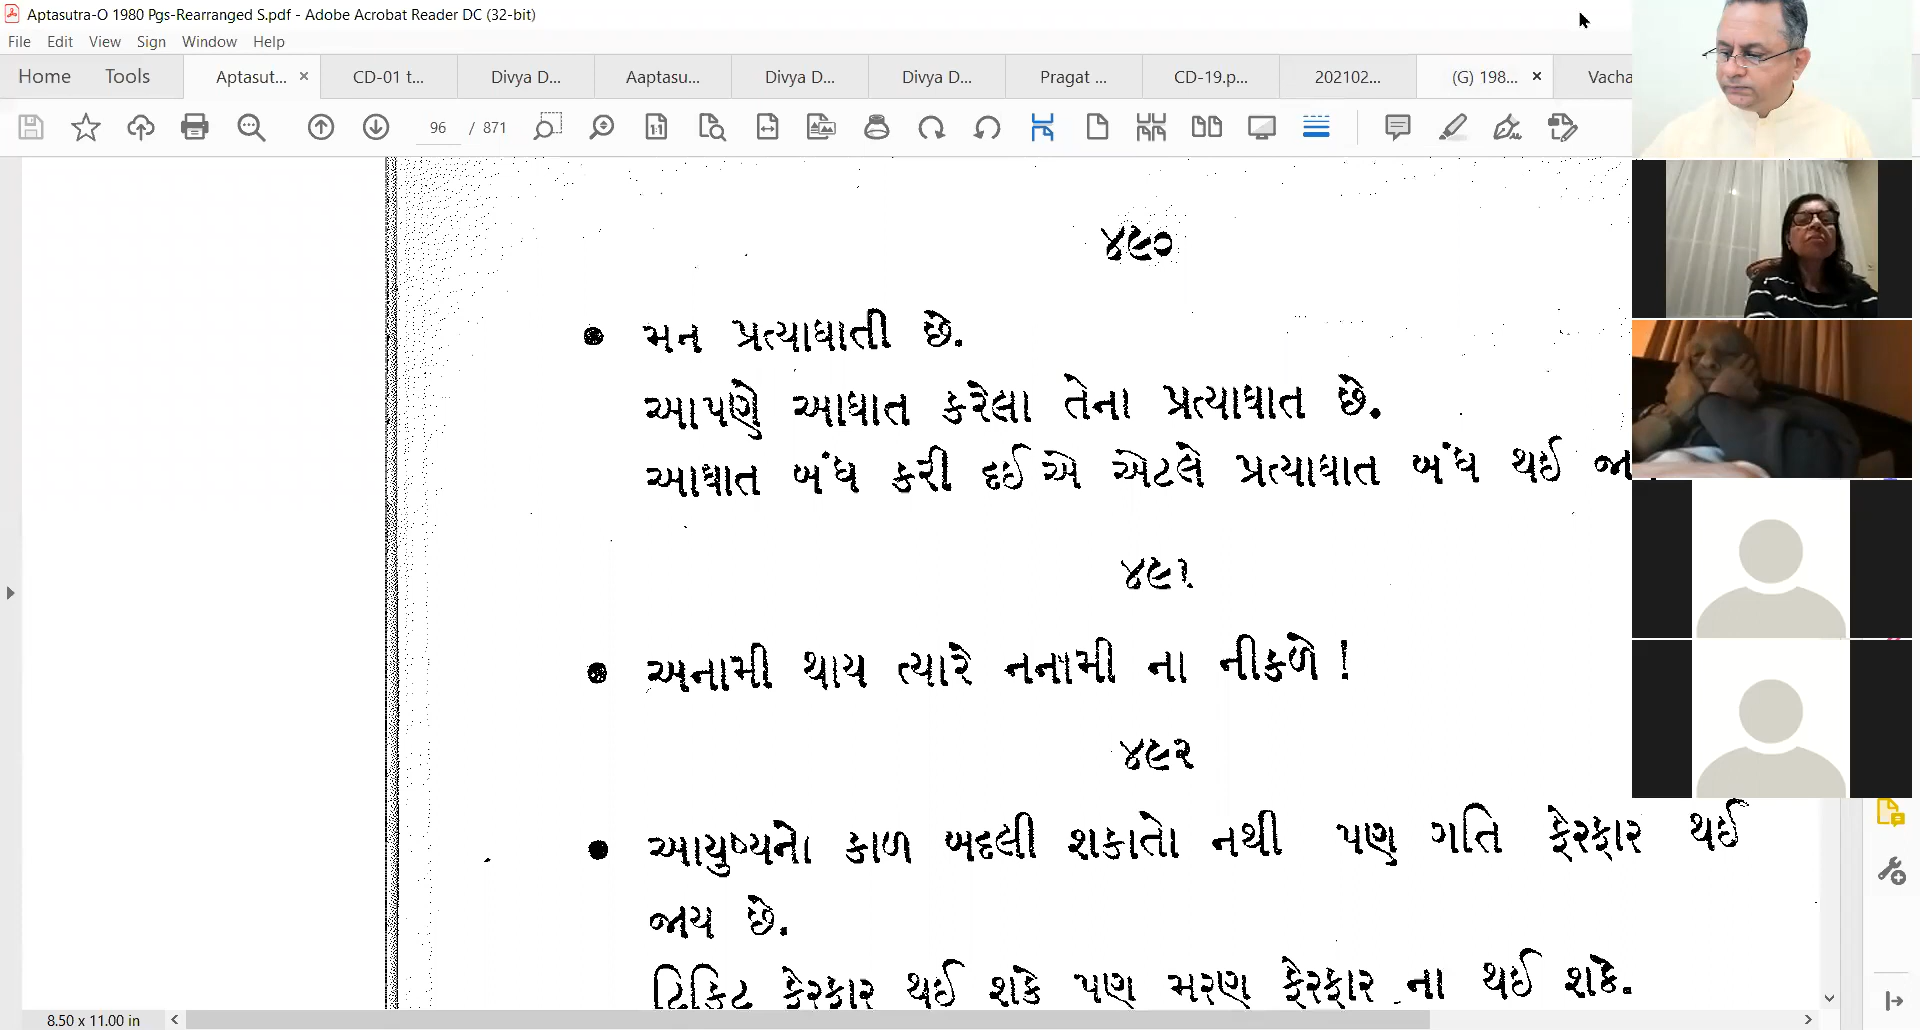 Aptasutra-O 1980 Pgs-Rearranged S.pdf - Adobe Acrobat Reader DC (32-bit)
File Edit View Sign Window Help
Home Tools Aptasut... × CD-01 t... Divya D... Aaptasu... Divya D... Divya D... Pragat ... CD-19.p... 202102... (G) 198... × Vacha
96 / 871
૪૯૦
● મન પ્રત્યાઘાતી છે.
આપણે આઘાત કરેલા તેના પ્રત્યાઘાત છે.
આઘાત બંધ કરી દઈ એ એટલે પ્રત્યાઘાત બંધ થઈ જા
૪૯૧
● અનામી થાય ત્યારે નનામી ના નીકળે !
૪૯૨
● આયુષ્યનો કાળ બદલી શકાતો નથી પણ ગતિ ફેરફાર થઈ
જાય છે.
ટિકિટ ફેરફાર થઈ શકે પણ મરણ ફેરફાર ના થઈ શકે.
8.50 x 11.00 in